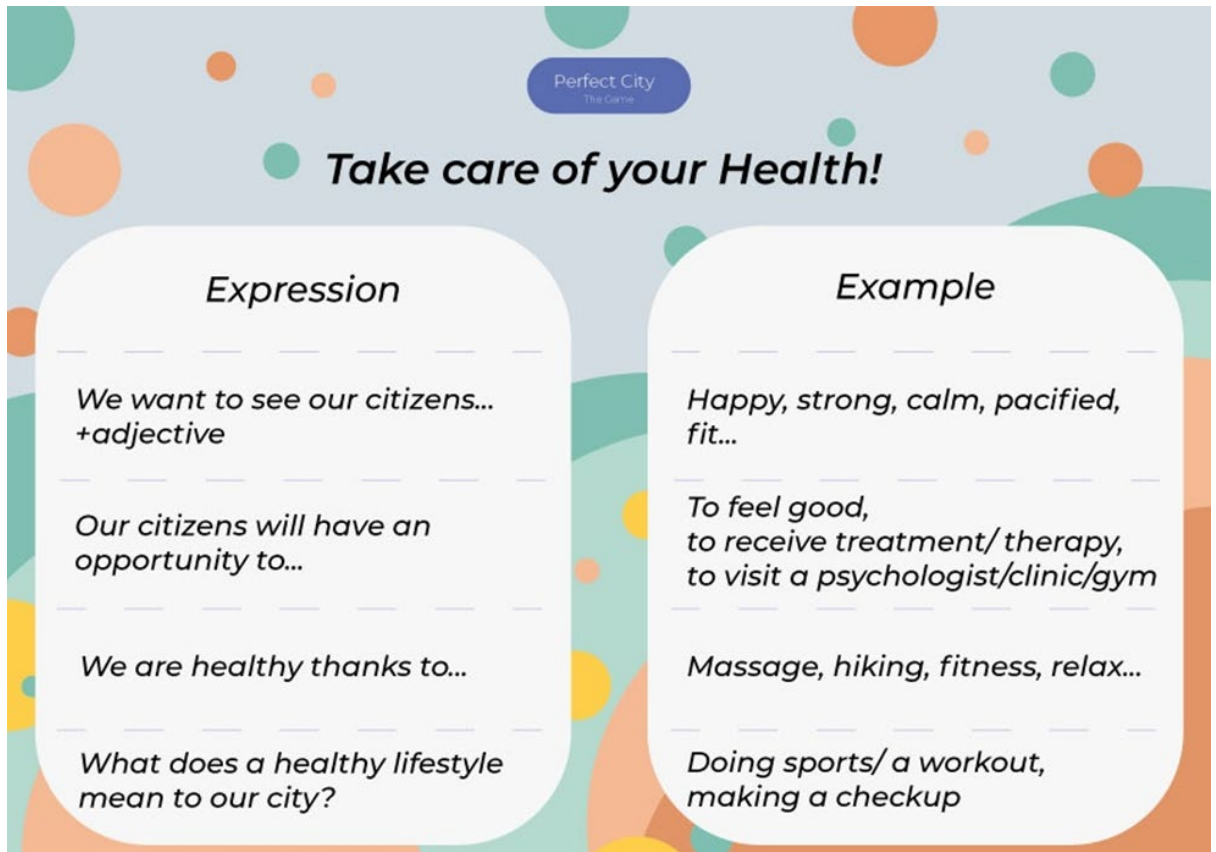 Perfect City
The Game
Take care of your Health!
Expression
We want to see our citizens...
+adjective
Our citizens will have an
opportunity to...
We are healthy thanks to...
What does a healthy lifestyle
mean to our city?
Example
Happy, strong, calm, pacified,
fit...
To feel good,
to receive treatment/ therapy,
to visit a psychologist/clinic/gym
Massage, hiking, fitness, relax...
Doing sports/ a workout,
making a checkup